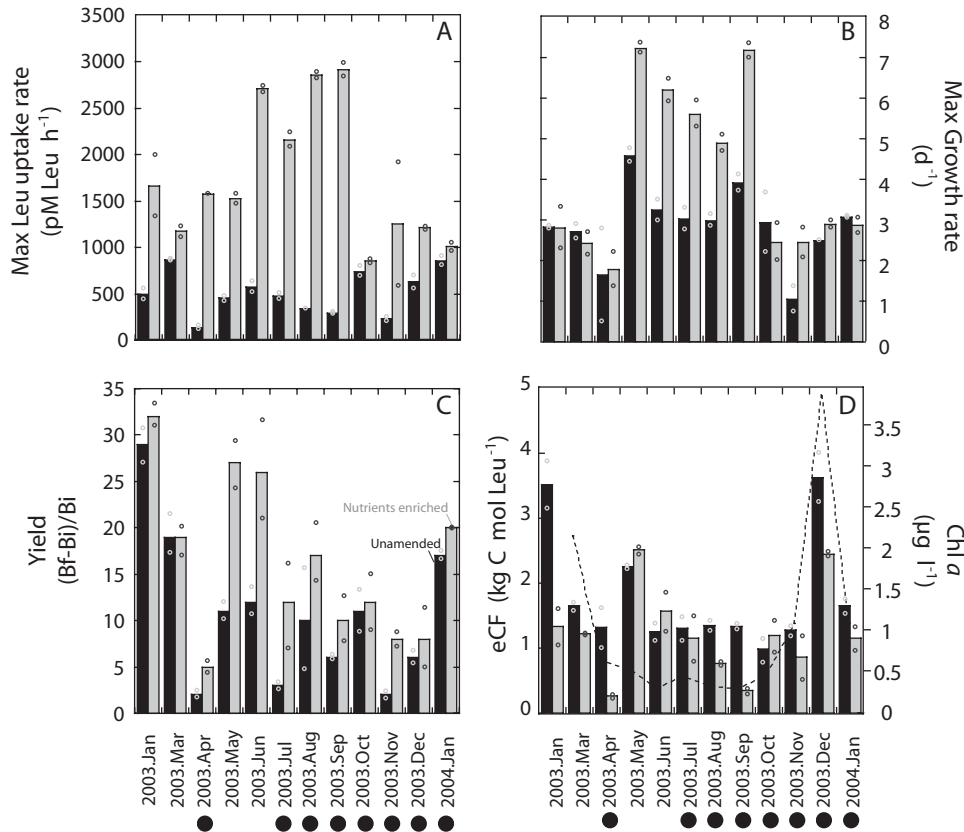 A
Max Leu uptake rate
(pM Leu h⁻¹)
3500
3000
2500
2000
1500
1000
500
0
B
8
7
6
5
4
3
2
1
0
Max Growth rate
(d⁻¹)
C
Yield
(Bf-Bi)/Bi
35
30
25
20
15
10
5
0
Nutrients enriched
Unamended
D
eCF (kg C mol Leu⁻¹)
5
4
3
2
1
0
3.5
3
2.5
2
1.5
1
0.5
0
Chl a
(µg l⁻¹)
2003.Jan
2003.Mar
2003.Apr
2003.May
2003.Jun
2003.Jul
2003.Aug
2003.Sep
2003.Oct
2003.Nov
2003.Dec
2004.Jan
2003.Jan
2003.Mar
2003.Apr
2003.May
2003.Jun
2003.Jul
2003.Aug
2003.Sep
2003.Oct
2003.Nov
2003.Dec
2004.Jan